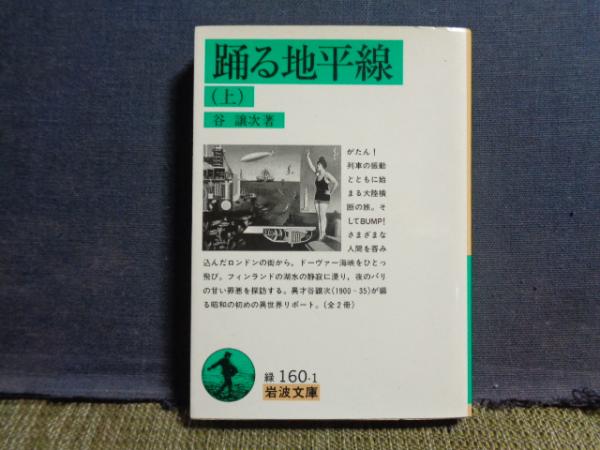 踊る地平線
(上)
谷 譲次著
がたん！
列車の振動
とともに始
まる大陸横
断の旅。そ
してBUMP！
さまざまな
人間を呑み
込んだロンドンの街から、ドーヴァー海峡をひとっ
飛び。フィンランドの湖水の静寂に浸り、夜のパリ
の甘い罪悪を探訪する。異才谷譲次(1900-35)が綴
る昭和の初めの異世界リポート。(全2冊)
緑 160-1
岩波文庫